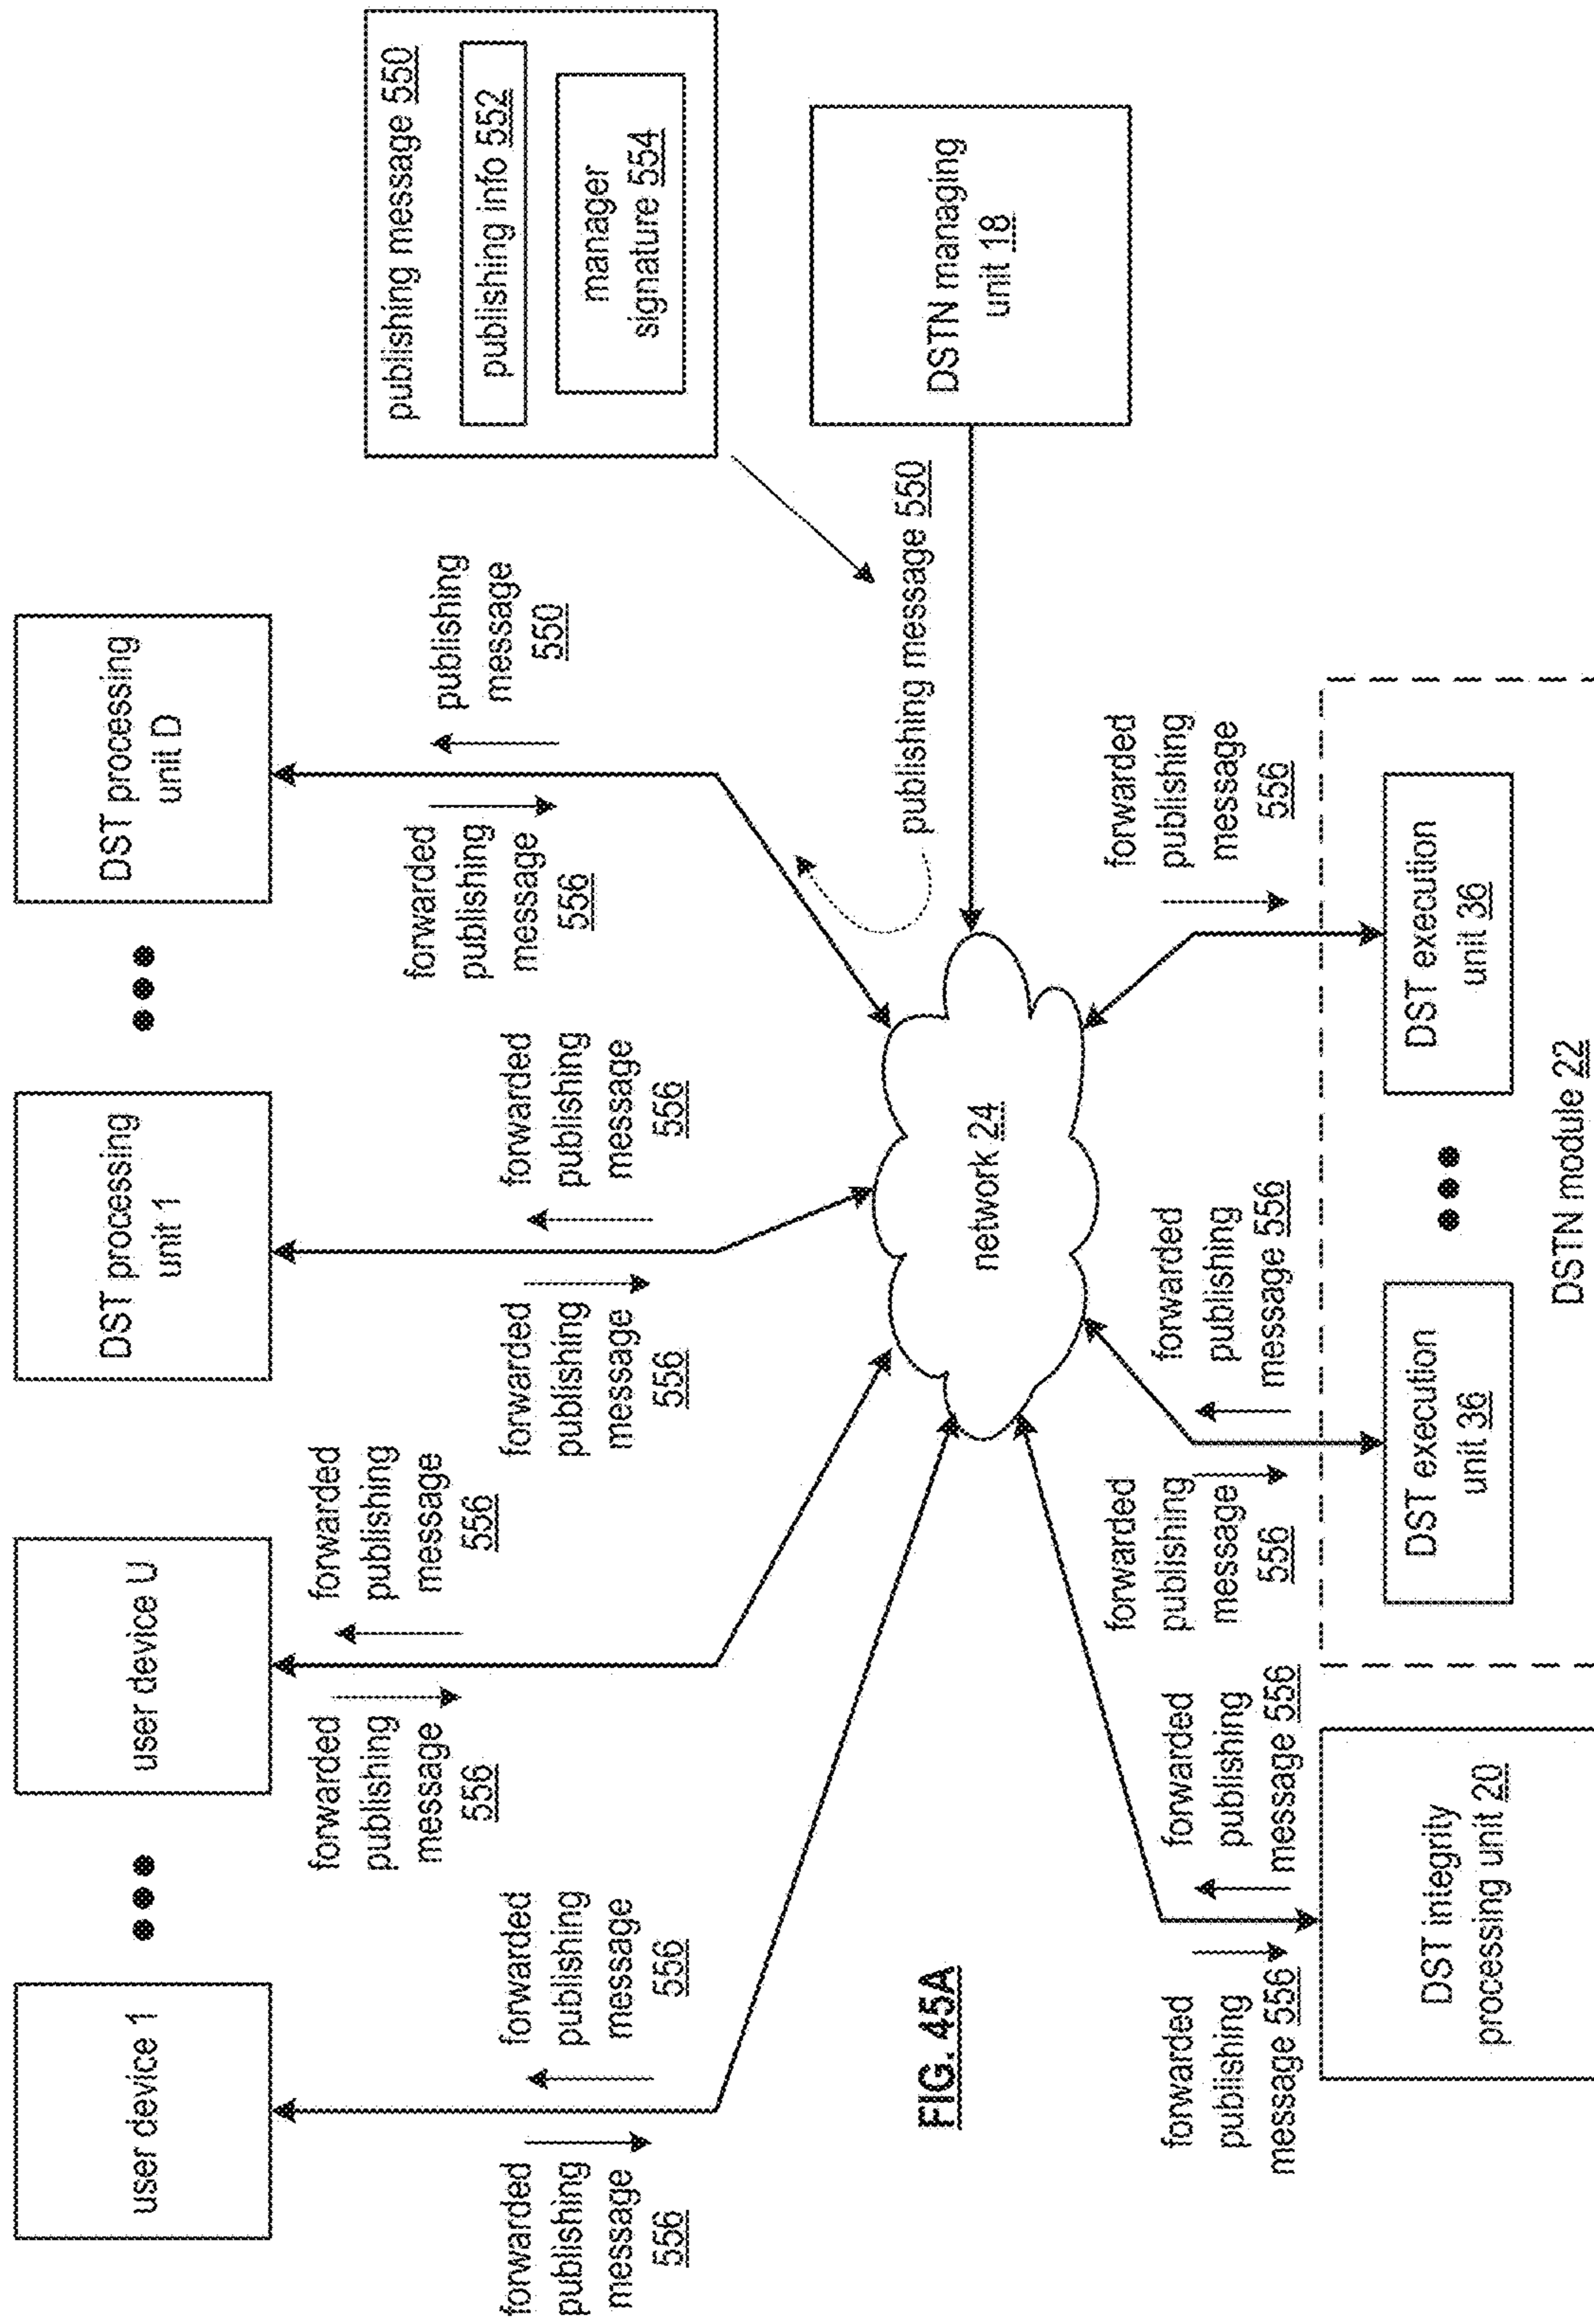 user device 1
user device U
DST processing
unit 1
DST processing
unit D
forwarded
publishing
message
556
forwarded
publishing
message
556
forwarded
publishing
message
556
forwarded
publishing
message
556
forwarded
publishing
message
556
forwarded
publishing
message
556
forwarded
publishing
message
556
publishing
message
550
publishing message 550
publishing info 552
manager
signature 554
publishing message 550
DSTN managing
unit 18
network 24
FIG. 45A
forwarded
publishing
message 556
forwarded
publishing
message 556
forwarded
publishing
message
556
forwarded
publishing
message 556
forwarded
publishing
message
556
DST integrity
processing unit 20
DST execution
unit 36
DST execution
unit 36
DSTN module 22